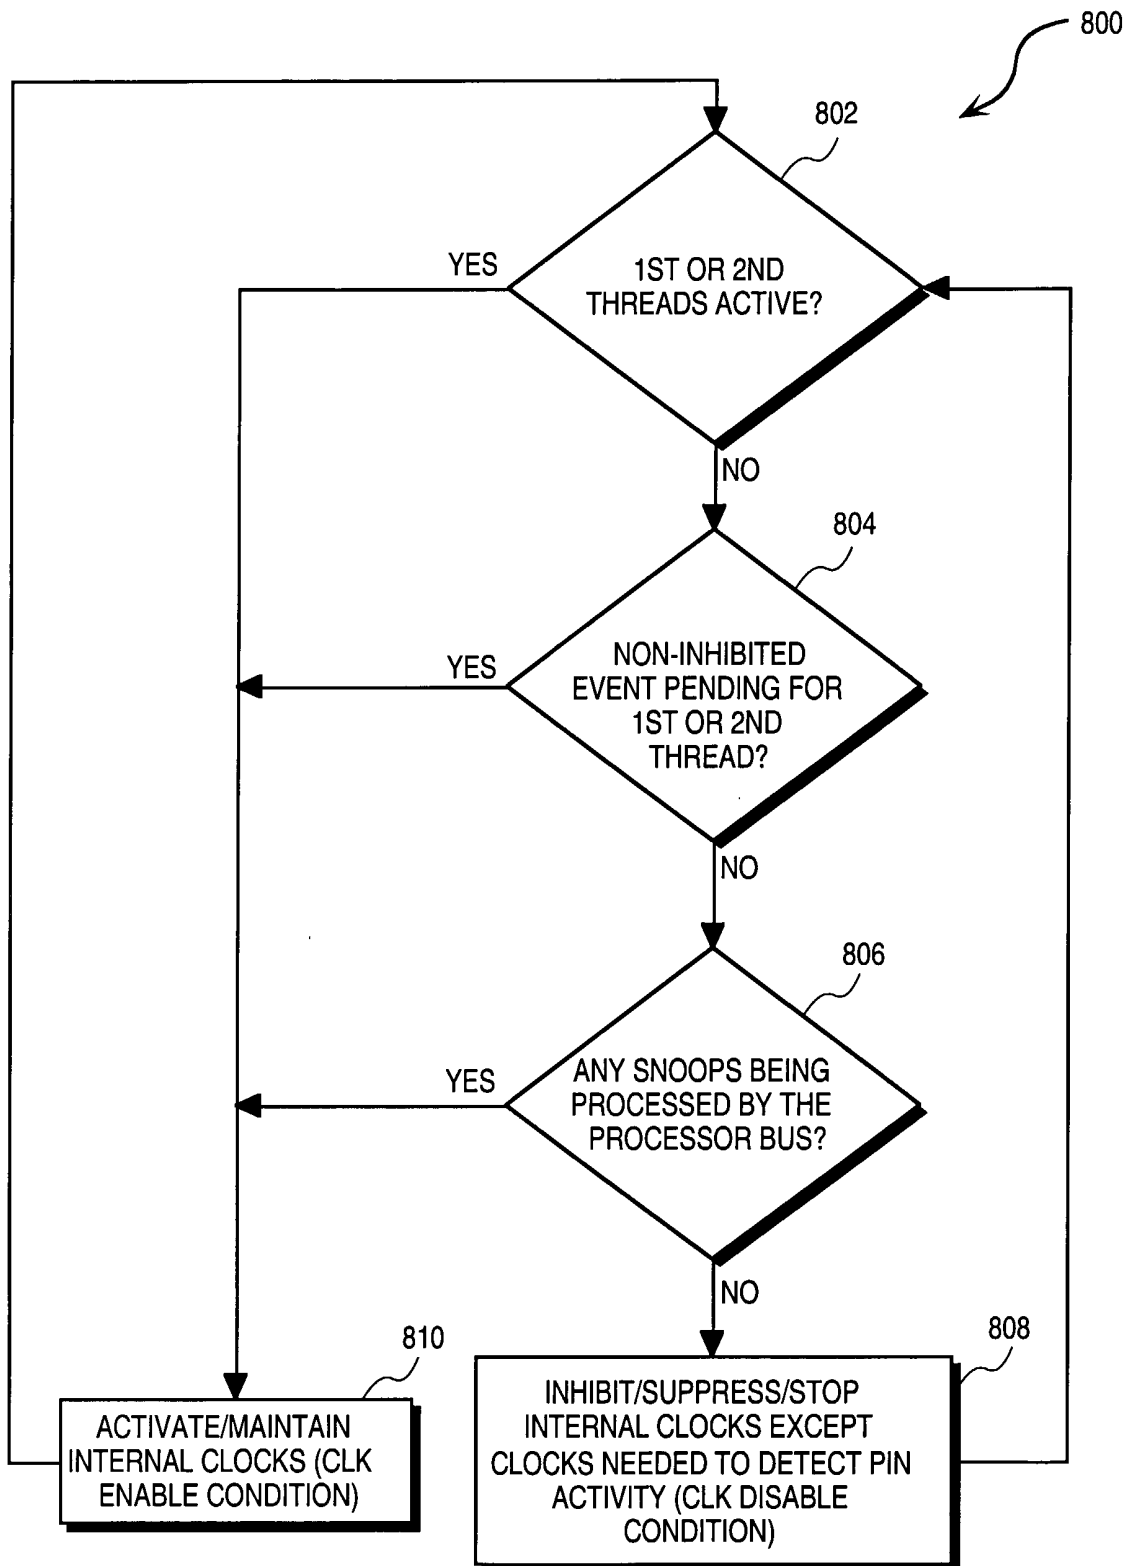 800
802
YES
1ST OR 2ND
THREADS ACTIVE?
NO
804
YES
NON-INHIBITED
EVENT PENDING FOR
1ST OR 2ND
THREAD?
NO
806
YES
ANY SNOOPS BEING
PROCESSED BY THE
PROCESSOR BUS?
NO
810
808
ACTIVATE/MAINTAIN
INTERNAL CLOCKS (CLK
ENABLE CONDITION)
INHIBIT/SUPPRESS/STOP
INTERNAL CLOCKS EXCEPT
CLOCKS NEEDED TO DETECT PIN
ACTIVITY (CLK DISABLE
CONDITION)